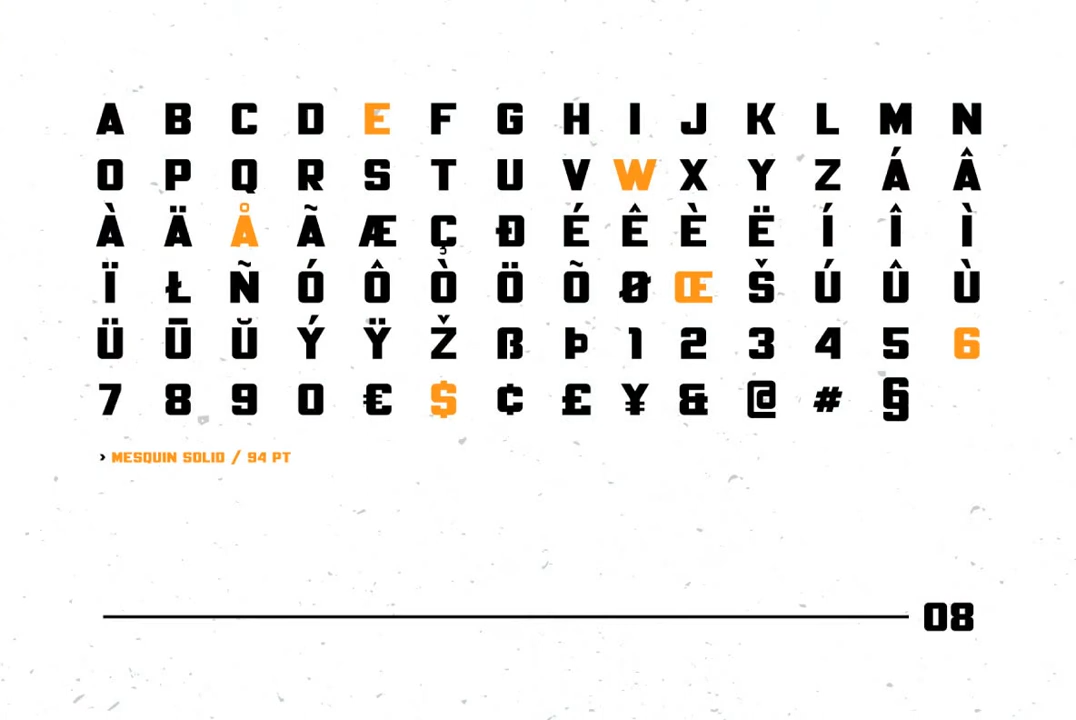 A B C D E F G H I J K L M N
O P Q R S T U V W X Y Z Á Â
À Ä Å Ã Æ Ç Đ É Ê È Ë Í Î Ì
Ï Ł Ñ Ó Ô Ò Ö Õ Ø Œ Š Ú Û Ù
Ü Ū Ŭ Ý Ÿ Ž ß Þ 1 2 3 4 5 6
7 8 9 0 € $ ¢ £ ¥ & @ # §
› MESQUIN SOLID / 94 PT
08